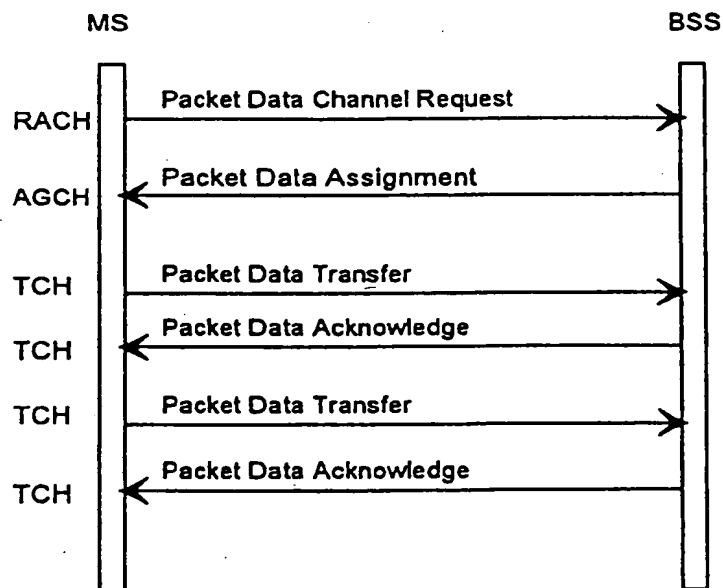 MS BSS
RACH Packet Data Channel Request
AGCH Packet Data Assignment
TCH Packet Data Transfer
TCH Packet Data Acknowledge
TCH Packet Data Transfer
TCH Packet Data Acknowledge